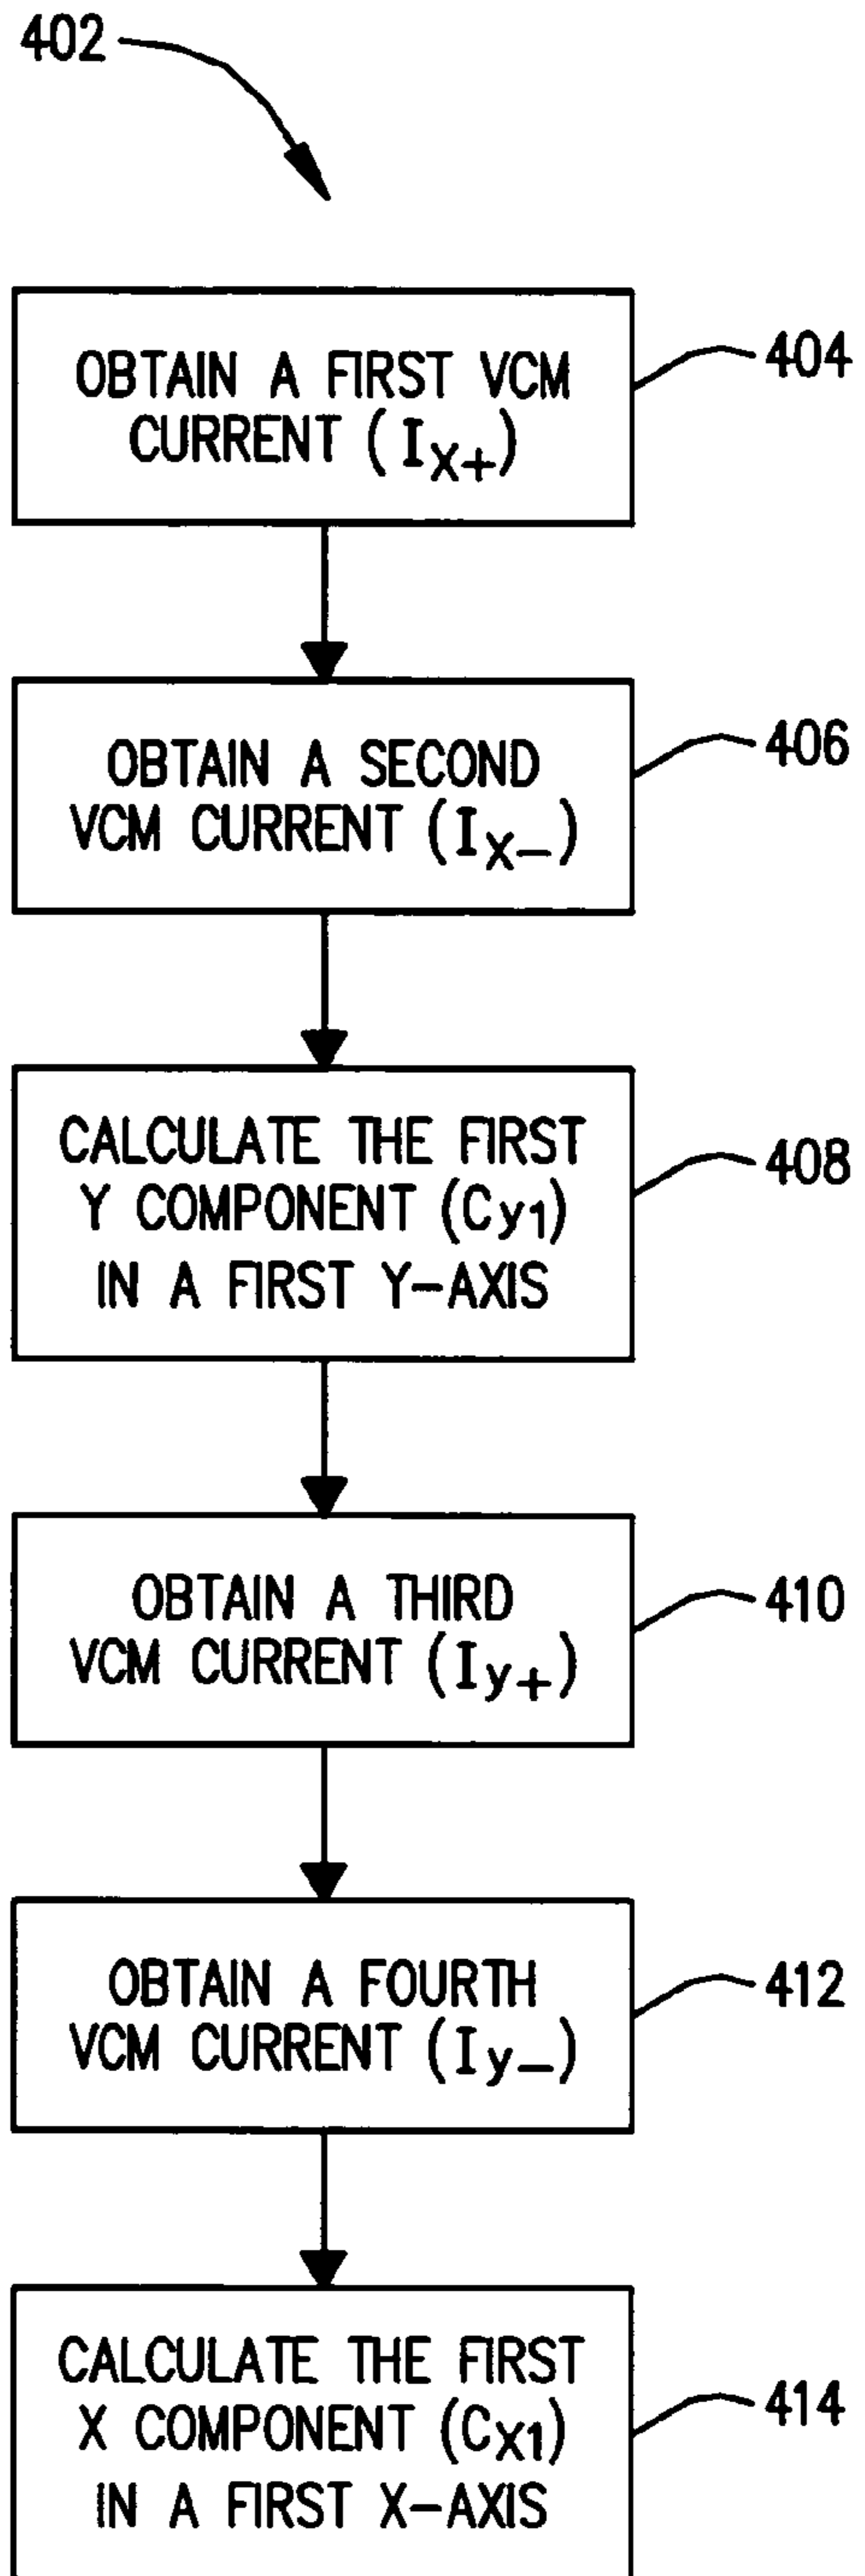 402
OBTAIN A FIRST VCM
CURRENT (Ix+)
404
OBTAIN A SECOND
VCM CURRENT (Ix-)
406
CALCULATE THE FIRST
Y COMPONENT (Cy1)
IN A FIRST Y-AXIS
408
OBTAIN A THIRD
VCM CURRENT (Iy+)
410
OBTAIN A FOURTH
VCM CURRENT (Iy-)
412
CALCULATE THE FIRST
X COMPONENT (Cx1)
IN A FIRST X-AXIS
414